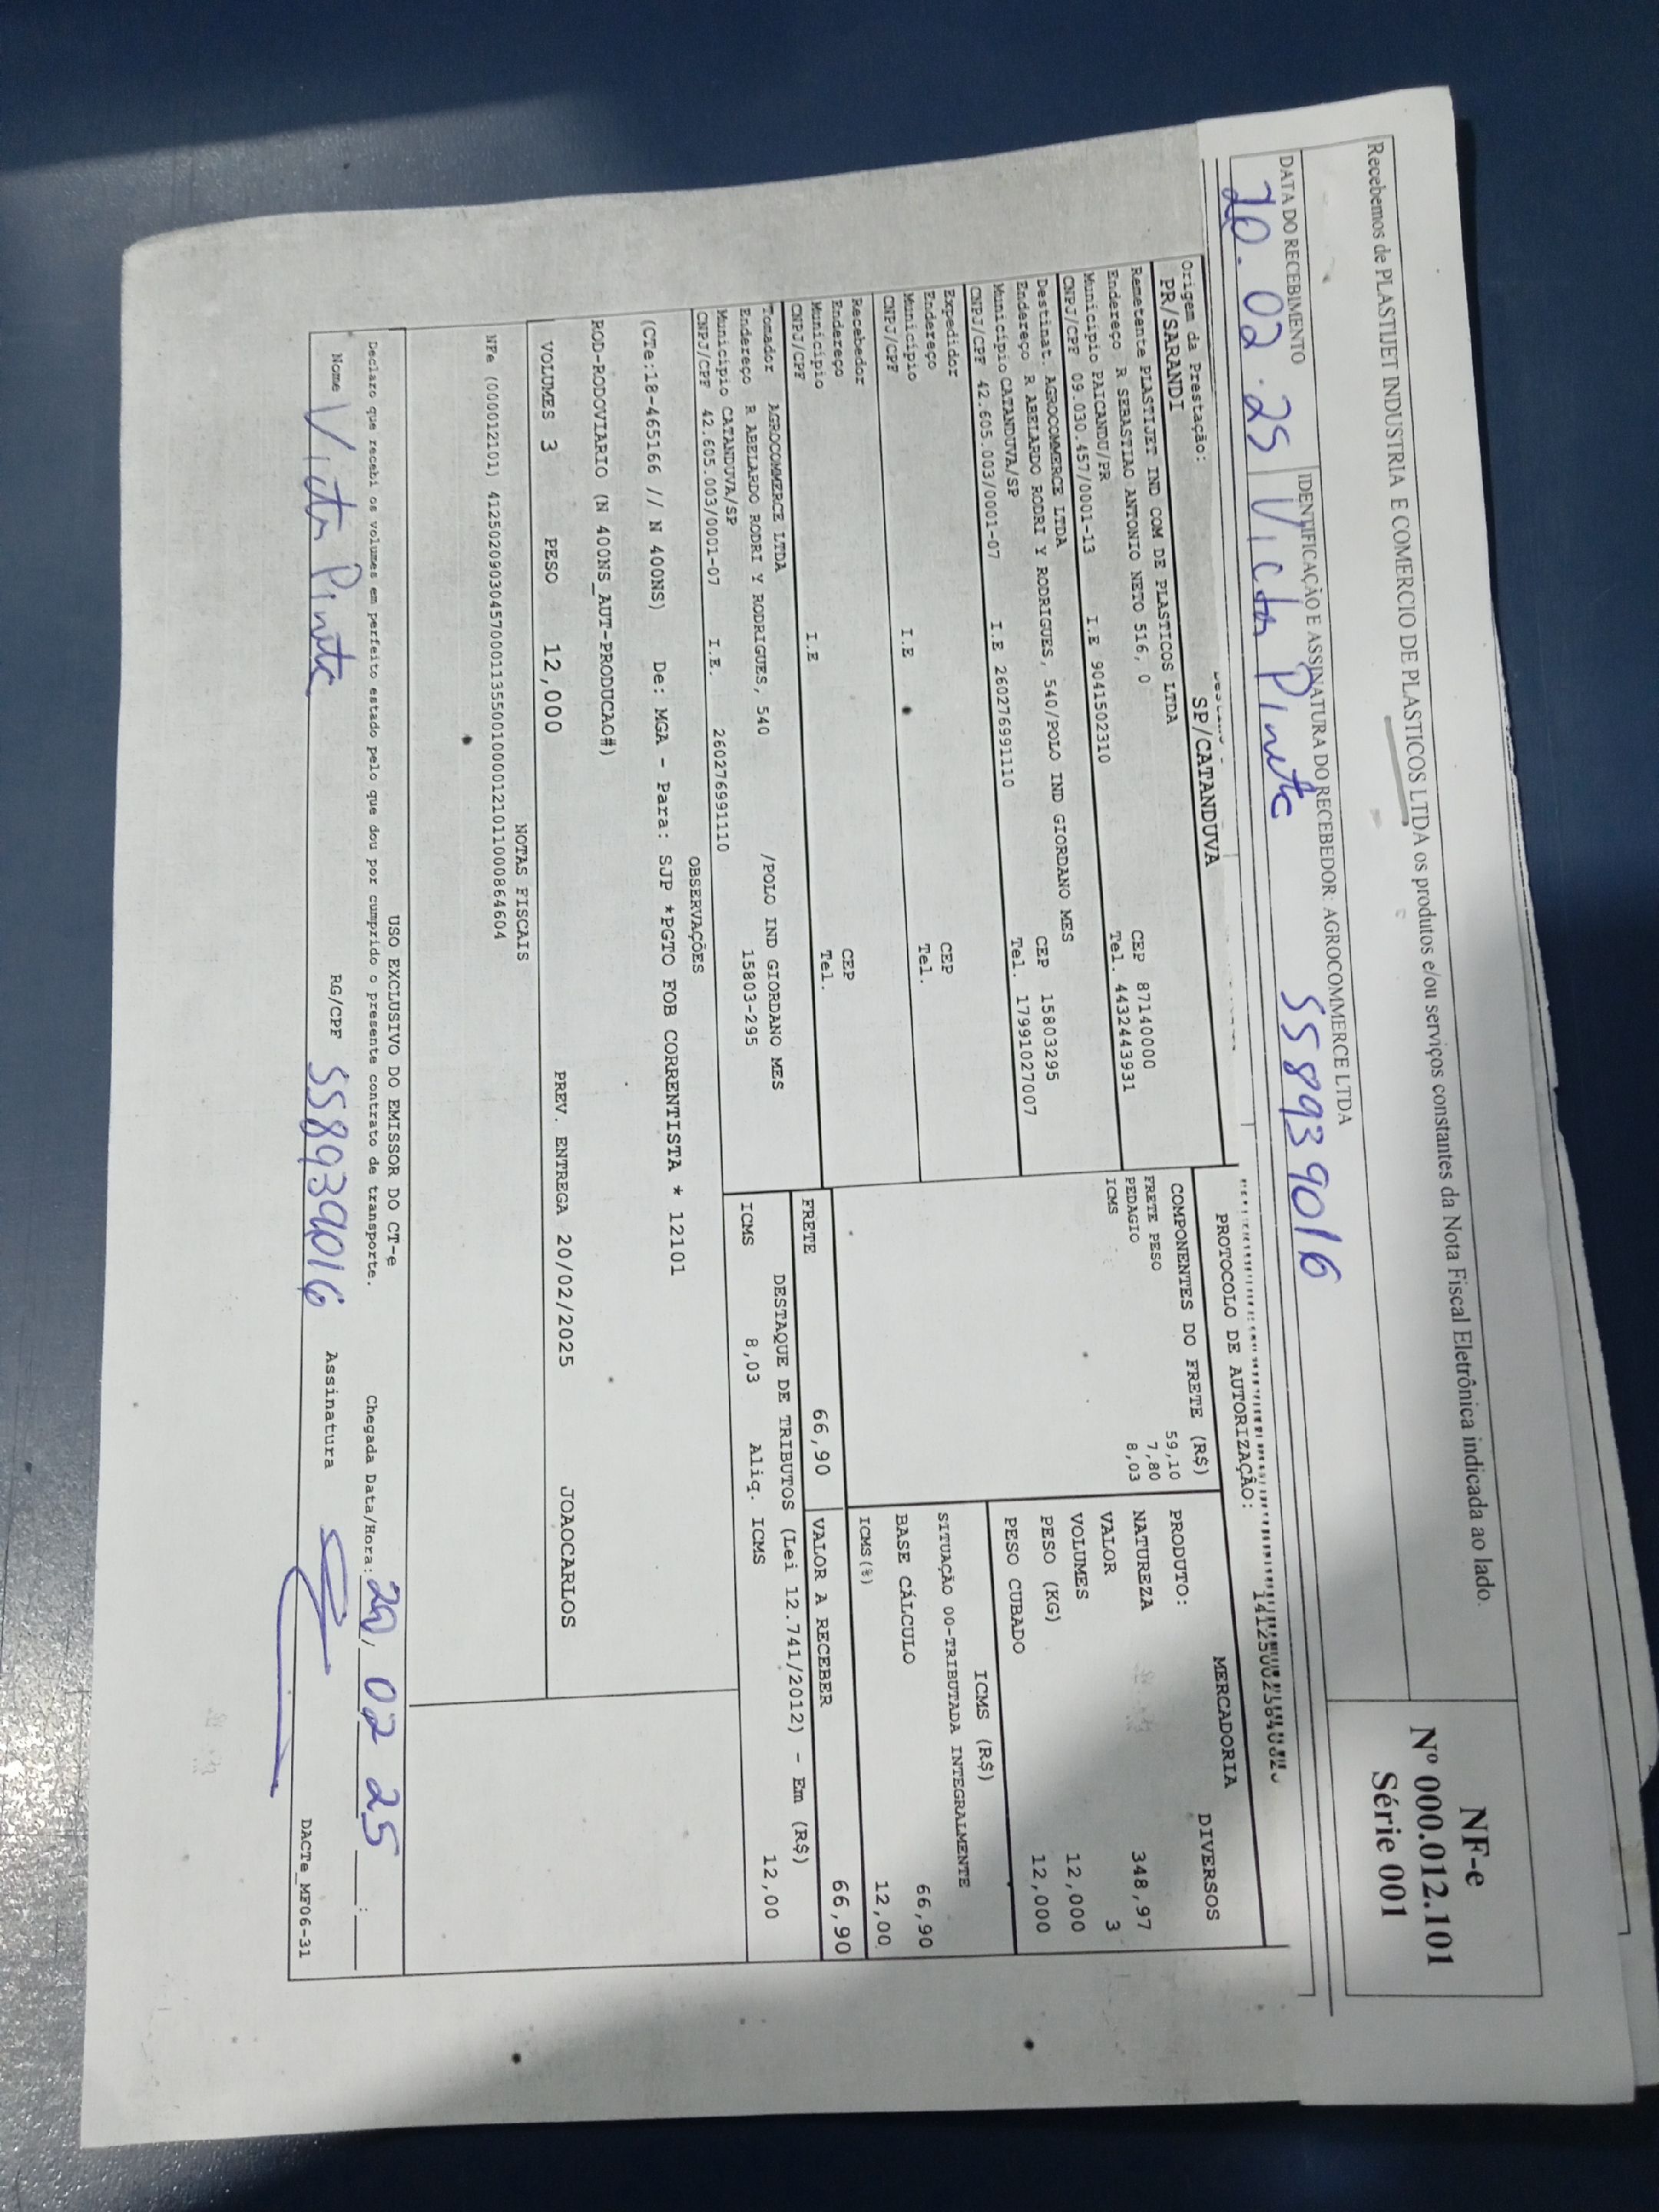 Recebemos de PLASTIJET INDUSTRIA E COMERCIO DE PLASTICOS LTDA os produtos e/ou serviços constantes da Nota Fiscal Eletrônica indicada ao lado.
NF-e
Nº 000.012.101
Série 001
DATA DO RECEBIMENTO
IDENTIFICAÇÃO E ASSINATURA DO RECEBEDOR: AGROCOMMERCE LTDA
20.02.25 Victor 558939016
PROTOCOLO DE AUTORIZAÇÃO:
Origem da Prestação:
PR/SARANDI
SP/CATANDUVA
Remetente PLASTIJET IND COM DE PLASTICOS LTDA
Endereço R SEBASTIAO ANTONIO NETO 516, 0 CEP 87140000
Município PAICANDU/PR Tel. 4432443931
CNPJ/CPF 09.030.457/0001-13 I.E 9041502310
Destinat. AGROCOMMERCE LTDA
Endereço R ABELARDO RODRI Y RODRIGUES, 540/POLO IND GIORDANO MES CEP 15803295
Município CATANDUVA/SP Tel. 17991027007
CNPJ/CPF 42.605.003/0001-07 I.E 26027699­1110
Expedidor
Endereço CEP
Município Tel.
CNPJ/CPF I.E
Recebedor
Endereço CEP
Município Tel.
CNPJ/CPF I.E
Tomador AGROCOMMERCE LTDA
Endereço R ABELARDO RODRI Y RODRIGUES, 540 /POLO IND GIORDANO MES
Município CATANDUVA/SP 15803-295
CNPJ/CPF 42.605.003/0001-07 I.E. 260276991110
COMPONENTES DO FRETE (R$)
FRETE PESO 59,10
PEDAGIO 7,80
ICMS 8,03
MERCADORIA
PRODUTO: DIVERSOS
NATUREZA
VALOR 348,97
VOLUMES 3
PESO (KG) 12,000
PESO CUBADO 12,000
ICMS (R$)
SITUAÇÃO 00-TRIBUTADA INTEGRALMENTE
BASE CÁLCULO 66,90
ICMS (%) 12,00
FRETE 66,90 VALOR A RECEBER 66,90
DESTAQUE DE TRIBUTOS (Lei 12.741/2012) - Em (R$)
ICMS 8,03 Aliq. ICMS 12,00
OBSERVAÇÕES
(CTe:18-465166 // N 400NS) De: MGA - Para: SJP *PGTO FOB CORRENTISTA * 12101
ROD-RODOVIARIO (N 400NS_AUT-PRODUCAO#)
VOLUMES 3 PESO 12,000 PREV. ENTREGA 20/02/2025 JOAOCARLOS
NOTAS FISCAIS
NFe (000012101) 41250209030457000113550010000121011000864604
USO EXCLUSIVO DO EMISSOR DO CT-e
Declaro que recebi os volumes em perfeito estado pelo que dou por cumprido o presente contrato de transporte. Chegada Data/Hora: 20, 02 25 :
Nome Victor RG/CPF 558939016 Assinatura
DACTe_MF06-31